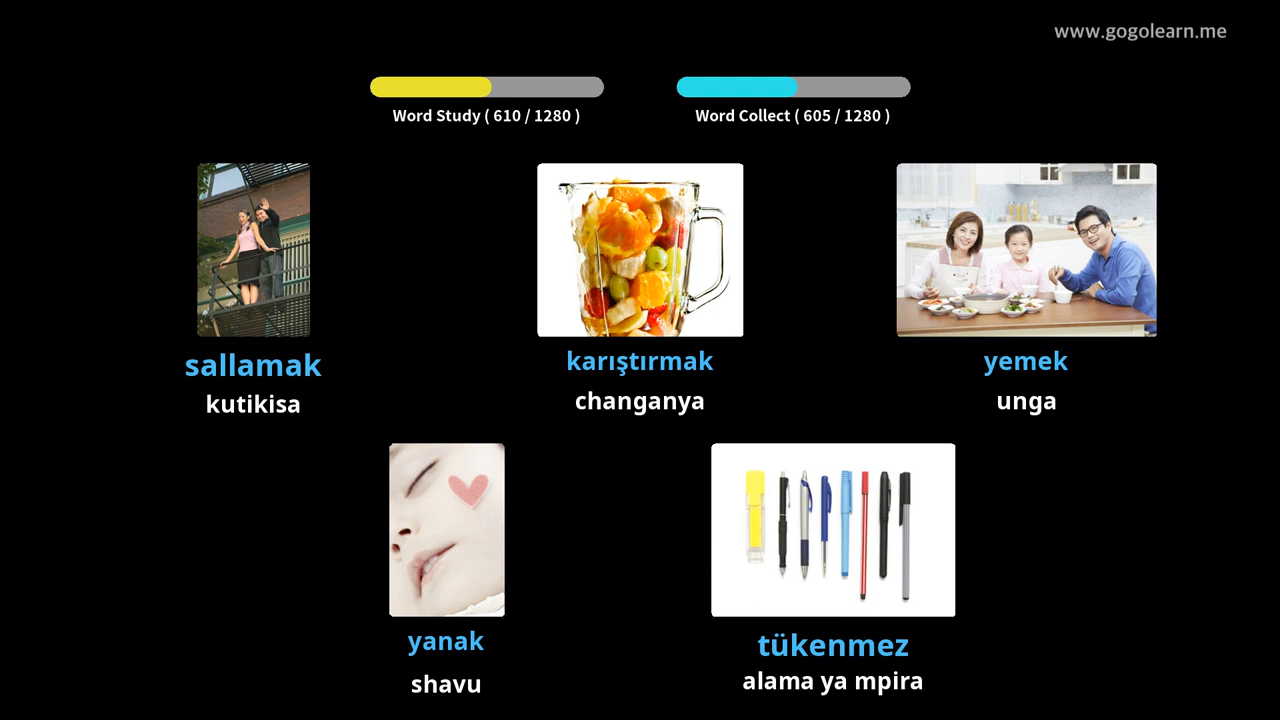 www.gogolearn.me
Word Study ( 610 / 1280 )
Word Collect ( 605 / 1280 )
sallamak
kutikisa
karıştırmak
changanya
yemek
unga
yanak
shavu
tükenmez
alama ya mpira